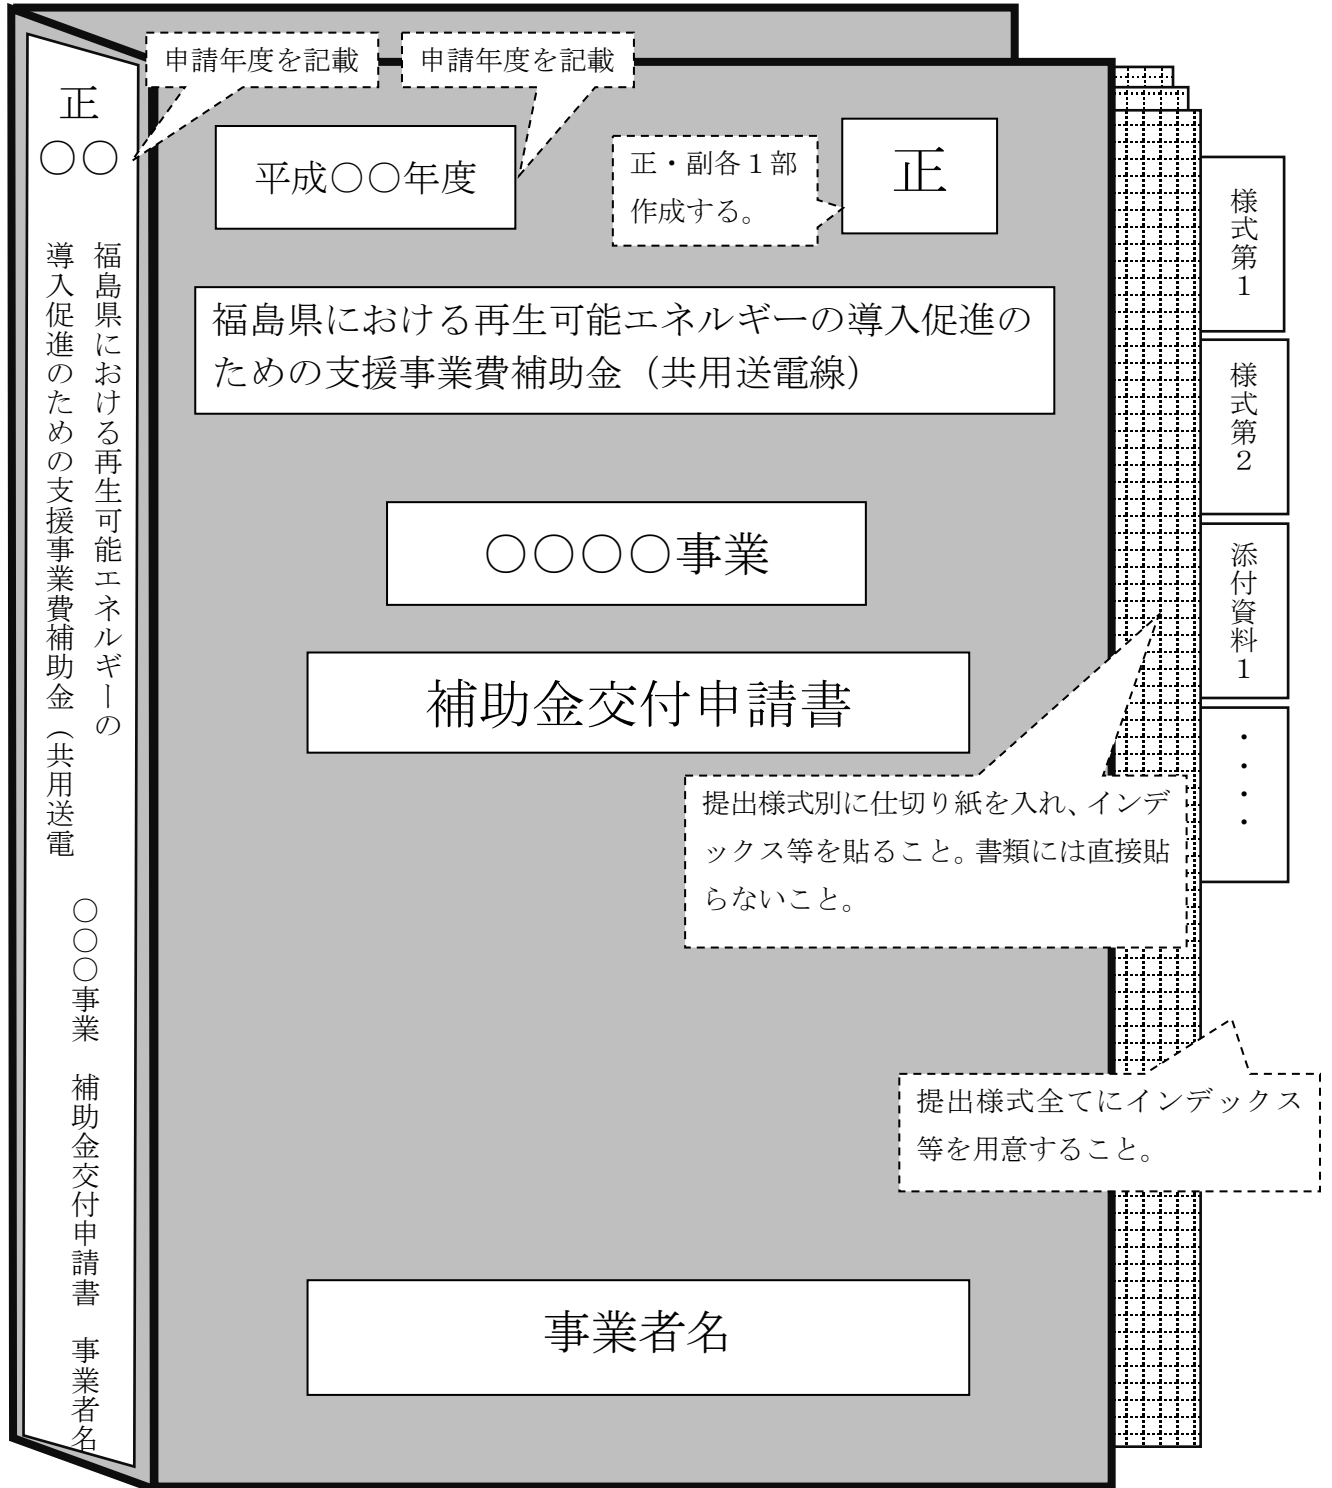 申請年度を記載
申請年度を記載
正
〇〇
福島県における再生可能エネルギーの
導入促進のための支援事業費補助金（共用送電
〇〇〇事業　補助金交付申請書　事業者名
平成〇〇年度
正・副各１部
作成する。
正
福島県における再生可能エネルギーの導入促進の
ための支援事業費補助金（共用送電線）
〇〇〇〇事業
補助金交付申請書
提出様式別に仕切り紙を入れ、インデ
ックス等を貼ること。書類には直接貼
らないこと。
提出様式全てにインデックス
等を用意すること。
事業者名
様式第１
様式第２
添付資料１
・・・・